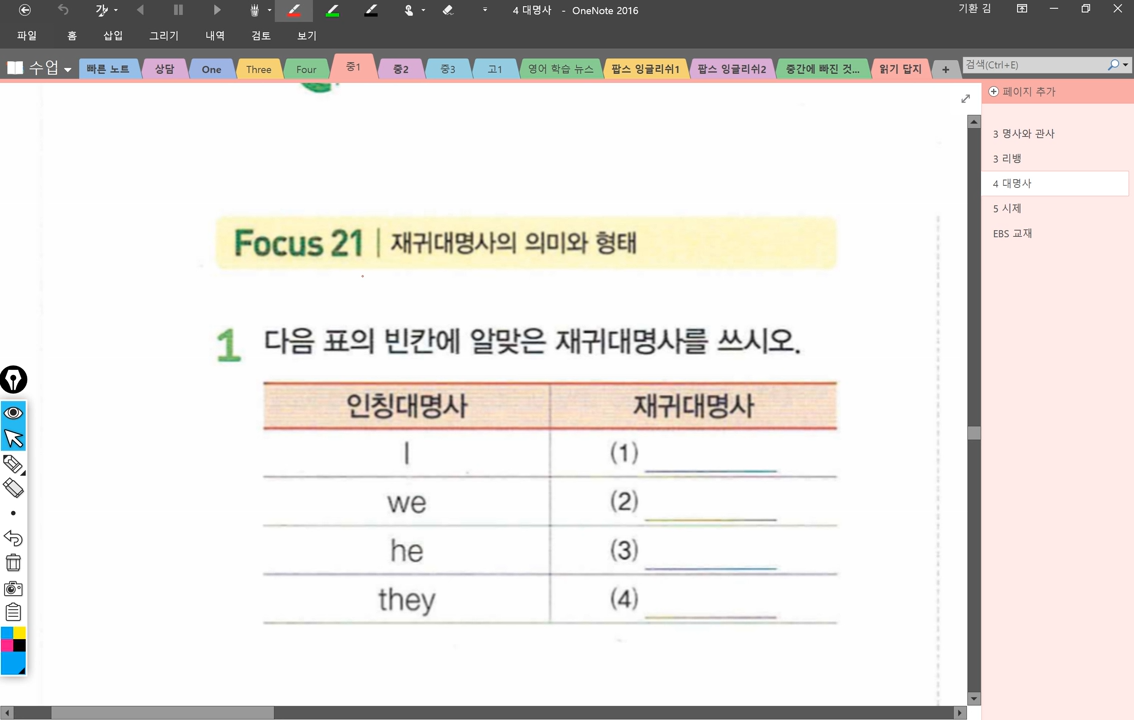 4 대명사 - OneNote 2016
기환 김
파일 홈 삽입 그리기 내역 검토 보기
수업
빠른 노트 상담 One Three Four 중1 중2 중3 고1 영어 학습 뉴스 팝스 잉글리쉬1 팝스 잉글리쉬2 중간에 빠진 것... 읽기 답지 +
검색(Ctrl+E)
페이지 추가
3 명사와 관사
3 리뱅
4 대명사
5 시제
EBS 교재
Focus 21 | 재귀대명사의 의미와 형태
1 다음 표의 빈칸에 알맞은 재귀대명사를 쓰시오.
인칭대명사 재귀대명사
I (1)
we (2)
he (3)
they (4)